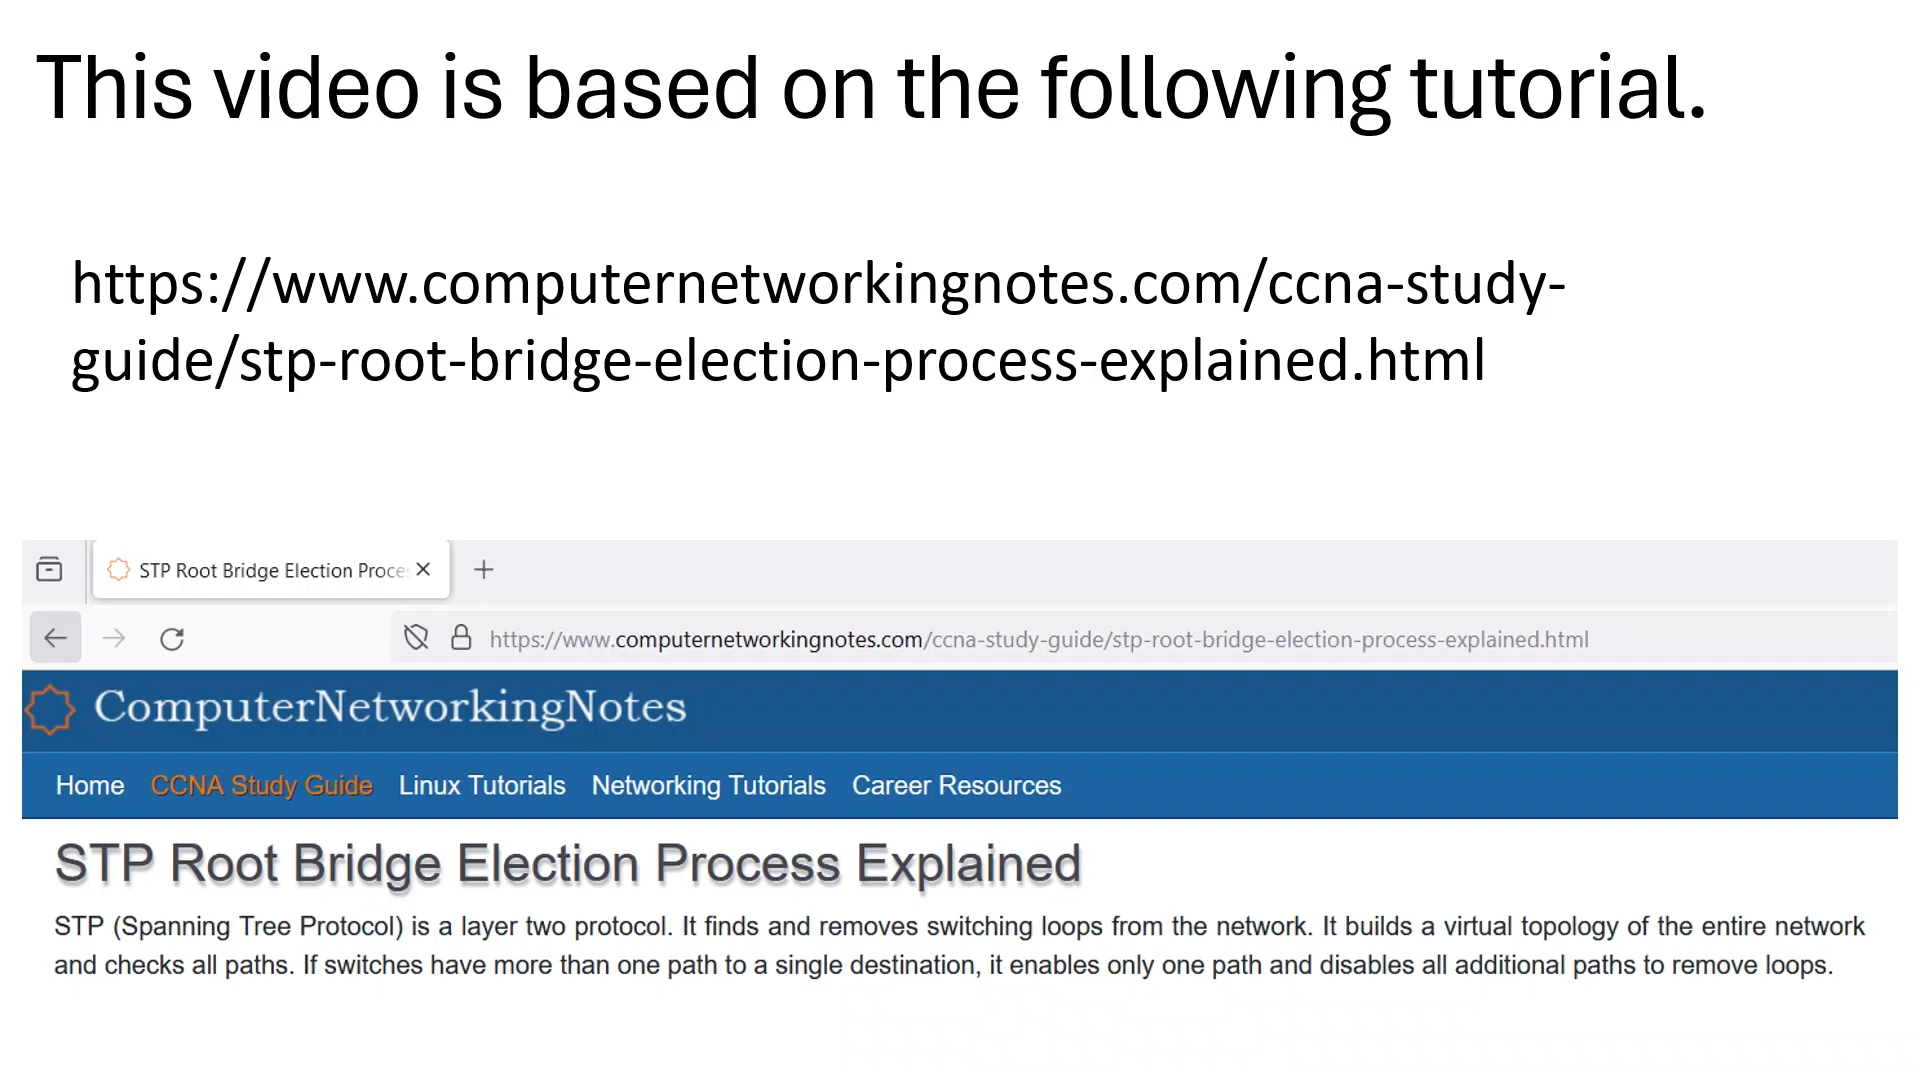 This video is based on the following tutorial.
https://www.computernetworkingnotes.com/ccna-study-
guide/stp-root-bridge-election-process-explained.html
STP Root Bridge Election Proce
https://www.computernetworkingnotes.com/ccna-study-guide/stp-root-bridge-election-process-explained.html
ComputerNetworkingNotes
Home CCNA Study Guide Linux Tutorials Networking Tutorials Career Resources
STP Root Bridge Election Process Explained
STP (Spanning Tree Protocol) is a layer two protocol. It finds and removes switching loops from the network. It builds a virtual topology of the entire network
and checks all paths. If switches have more than one path to a single destination, it enables only one path and disables all additional paths to remove loops.